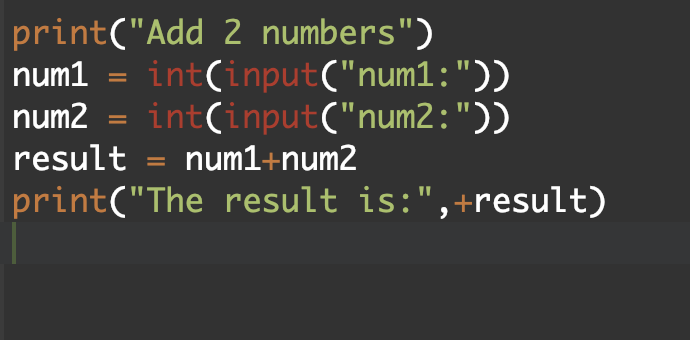 print("Add 2 numbers")
num1 = int(input("num1:"))
num2 = int(input("num2:"))
result = num1+num2
print("The result is:",+result)